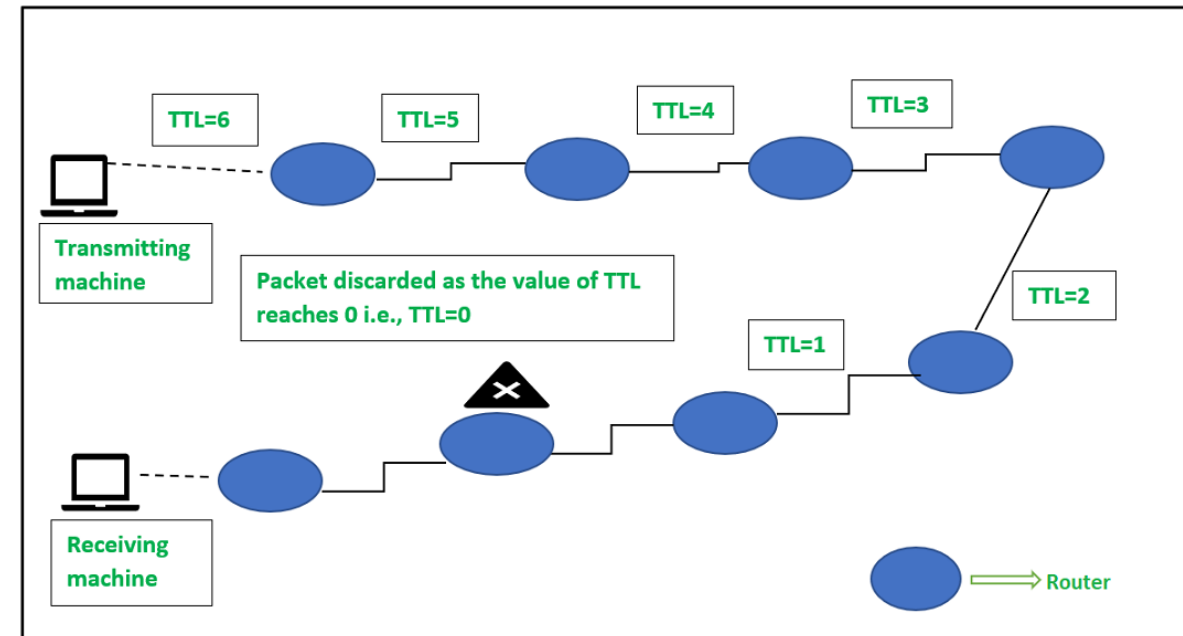 TTL=6
TTL=5
TTL=4
TTL=3
Transmitting
machine
Packet discarded as the value of TTL
reaches 0 i.e., TTL=0
TTL=2
TTL=1
Receiving
machine
Router